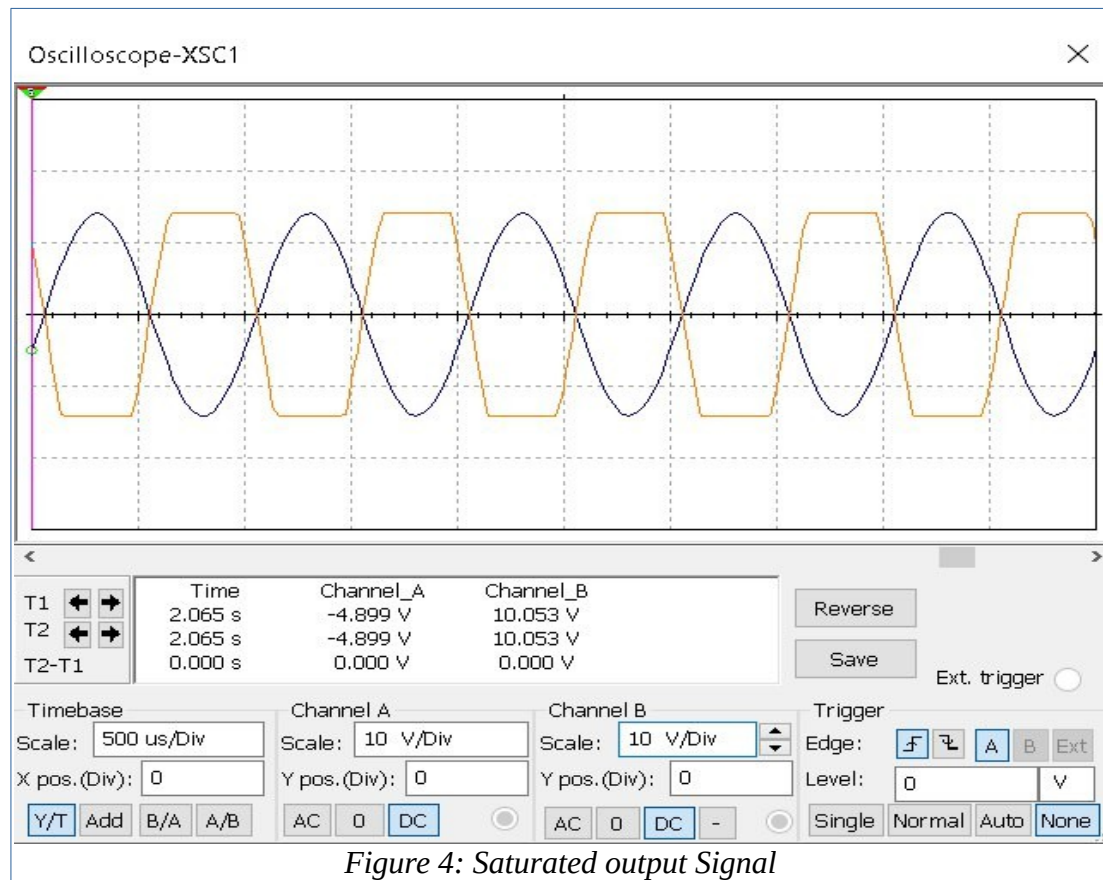 Oscilloscope-XSC1
Time Channel_A Channel_B
T1 2.065 s -4.899 V 10.053 V
T2 2.065 s -4.899 V 10.053 V
T2-T1 0.000 s 0.000 V 0.000 V
Reverse
Save
Ext. trigger
Timebase
Scale: 500 us/Div
X pos.(Div): 0
Y/T Add B/A A/B
Channel A
Scale: 10 V/Div
Y pos.(Div): 0
AC 0 DC
Channel B
Scale: 10 V/Div
Y pos.(Div): 0
AC 0 DC -
Trigger
Edge: A B Ext
Level: 0 V
Single Normal Auto None
Figure 4: Saturated output Signal